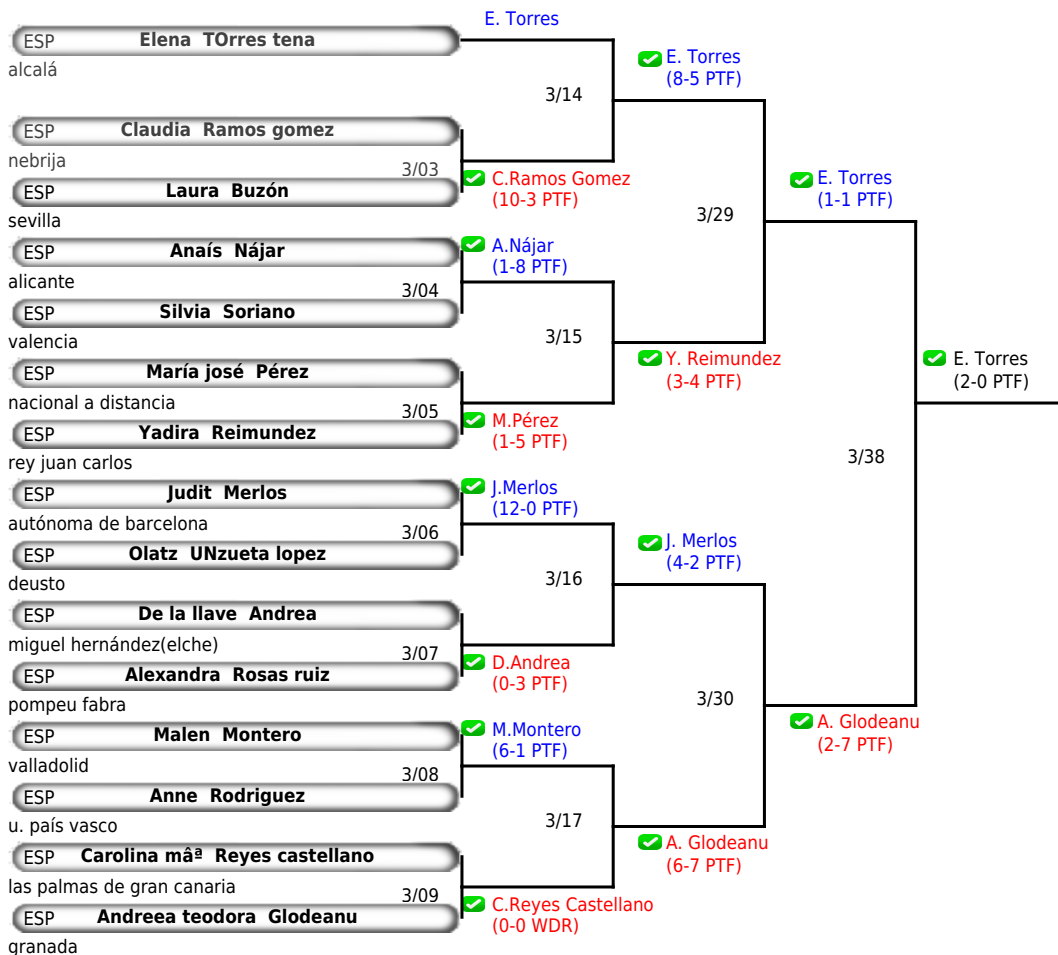 E. Torres
ESP Elena TOrres tena
alcalá
E. Torres
(8-5 PTF)
3/14
ESP Claudia Ramos gomez
nebrija
3/03
C.Ramos Gomez
(10-3 PTF)
E. Torres
(1-1 PTF)
ESP Laura Buzón
sevilla
3/29
ESP Anaís Nájar
A.Nájar
(1-8 PTF)
alicante
3/04
ESP Silvia Soriano
valencia
3/15
ESP María josé Pérez
Y. Reimundez
(3-4 PTF)
E. Torres
(2-0 PTF)
nacional a distancia
3/05
M.Pérez
(1-5 PTF)
ESP Yadira Reimundez
rey juan carlos
3/38
ESP Judit Merlos
J.Merlos
(12-0 PTF)
autónoma de barcelona
3/06
J. Merlos
(4-2 PTF)
ESP Olatz UNzueta lopez
deusto
3/16
ESP De la llave Andrea
miguel hernández(elche)
3/07
D.Andrea
(0-3 PTF)
ESP Alexandra Rosas ruiz
pompeu fabra
3/30
ESP Malen Montero
M.Montero
(6-1 PTF)
A. Glodeanu
(2-7 PTF)
valladolid
3/08
ESP Anne Rodriguez
u. país vasco
3/17
ESP Carolina mâª Reyes castellano
A. Glodeanu
(6-7 PTF)
las palmas de gran canaria
3/09
C.Reyes Castellano
(0-0 WDR)
ESP Andreea teodora Glodeanu
granada